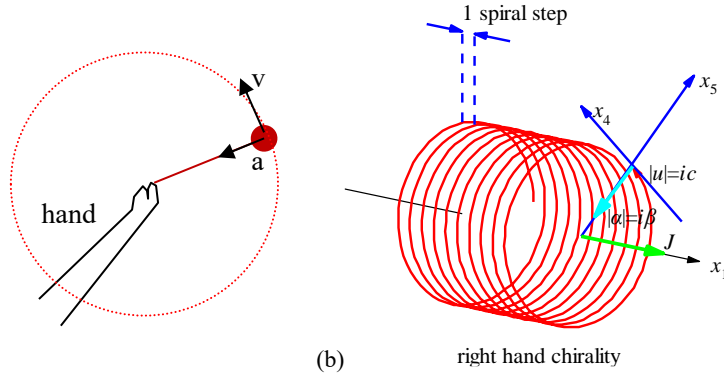 1 spiral step
v
x5
x4
a
|u|=ic
hand
|α|=iβ
J
x1
(b)
right hand chirality